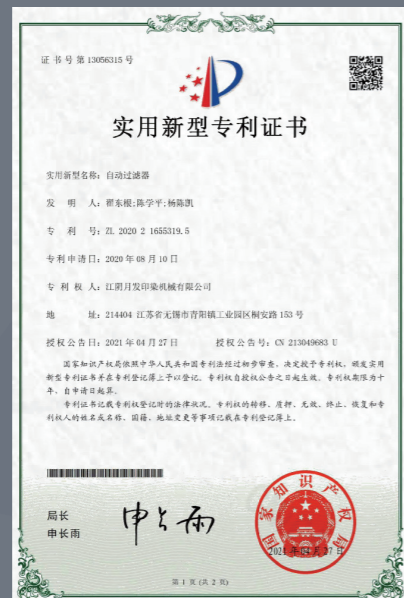 证书号第13056315号
实用新型专利证书
实用新型名称：自动过滤器
发 明 人：翟东根;陈学平;杨陈凯
专 利 号：ZL 2020 2 1655319.5
专利申请日：2020年08月10日
专 利 权 人：江阴月发印染机械有限公司
地 址：214404 江苏省无锡市青阳镇工业园区桐安路153号
授权公告日：2021年04月27日 授权公告号：CN 213049683 U
国家知识产权局依照中华人民共和国专利法经过初步审查，决定授予专利权，颁发实用
新型专利证书并在专利登记簿上予以登记。专利权自授权公告之日起生效。专利权期限为十
年，自申请日起算。
专利证书记载专利权登记时的法律状况。专利权的转移、质押、无效、终止、恢复和专
利权人的姓名或名称、国籍、地址变更等事项记载在专利登记簿上。
局长
申长雨
申长雨
国家知识产权局
2021年04月27日
第 1 页 (共 2 页)